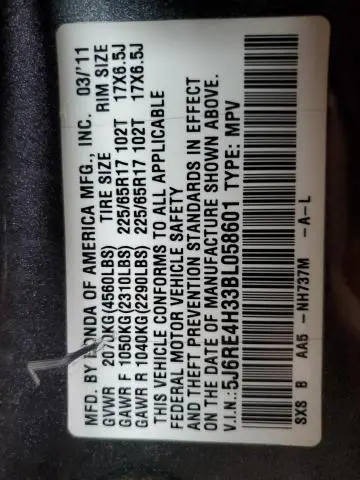 MFD. BY HONDA OF AMERICA MFG., INC. 03/'11
GVWR 2070KG(4560LBS) TIRE SIZE RIM SIZE
GAWR F 1050KG(2310LBS) 225/65R17 102T 17X6.5J
GAWR R 1040KG(2290LBS) 225/65R17 102T 17X6.5J
THIS VEHICLE CONFORMS TO ALL APPLICABLE
FEDERAL MOTOR VEHICLE SAFETY
AND THEFT PREVENTION STANDARDS IN EFFECT
ON THE DATE OF MANUFACTURE SHOWN ABOVE.
V.I.N.: 5J6RE4H33BL058601 TYPE: MPV
SXS B AA5 -NH737M -A-L